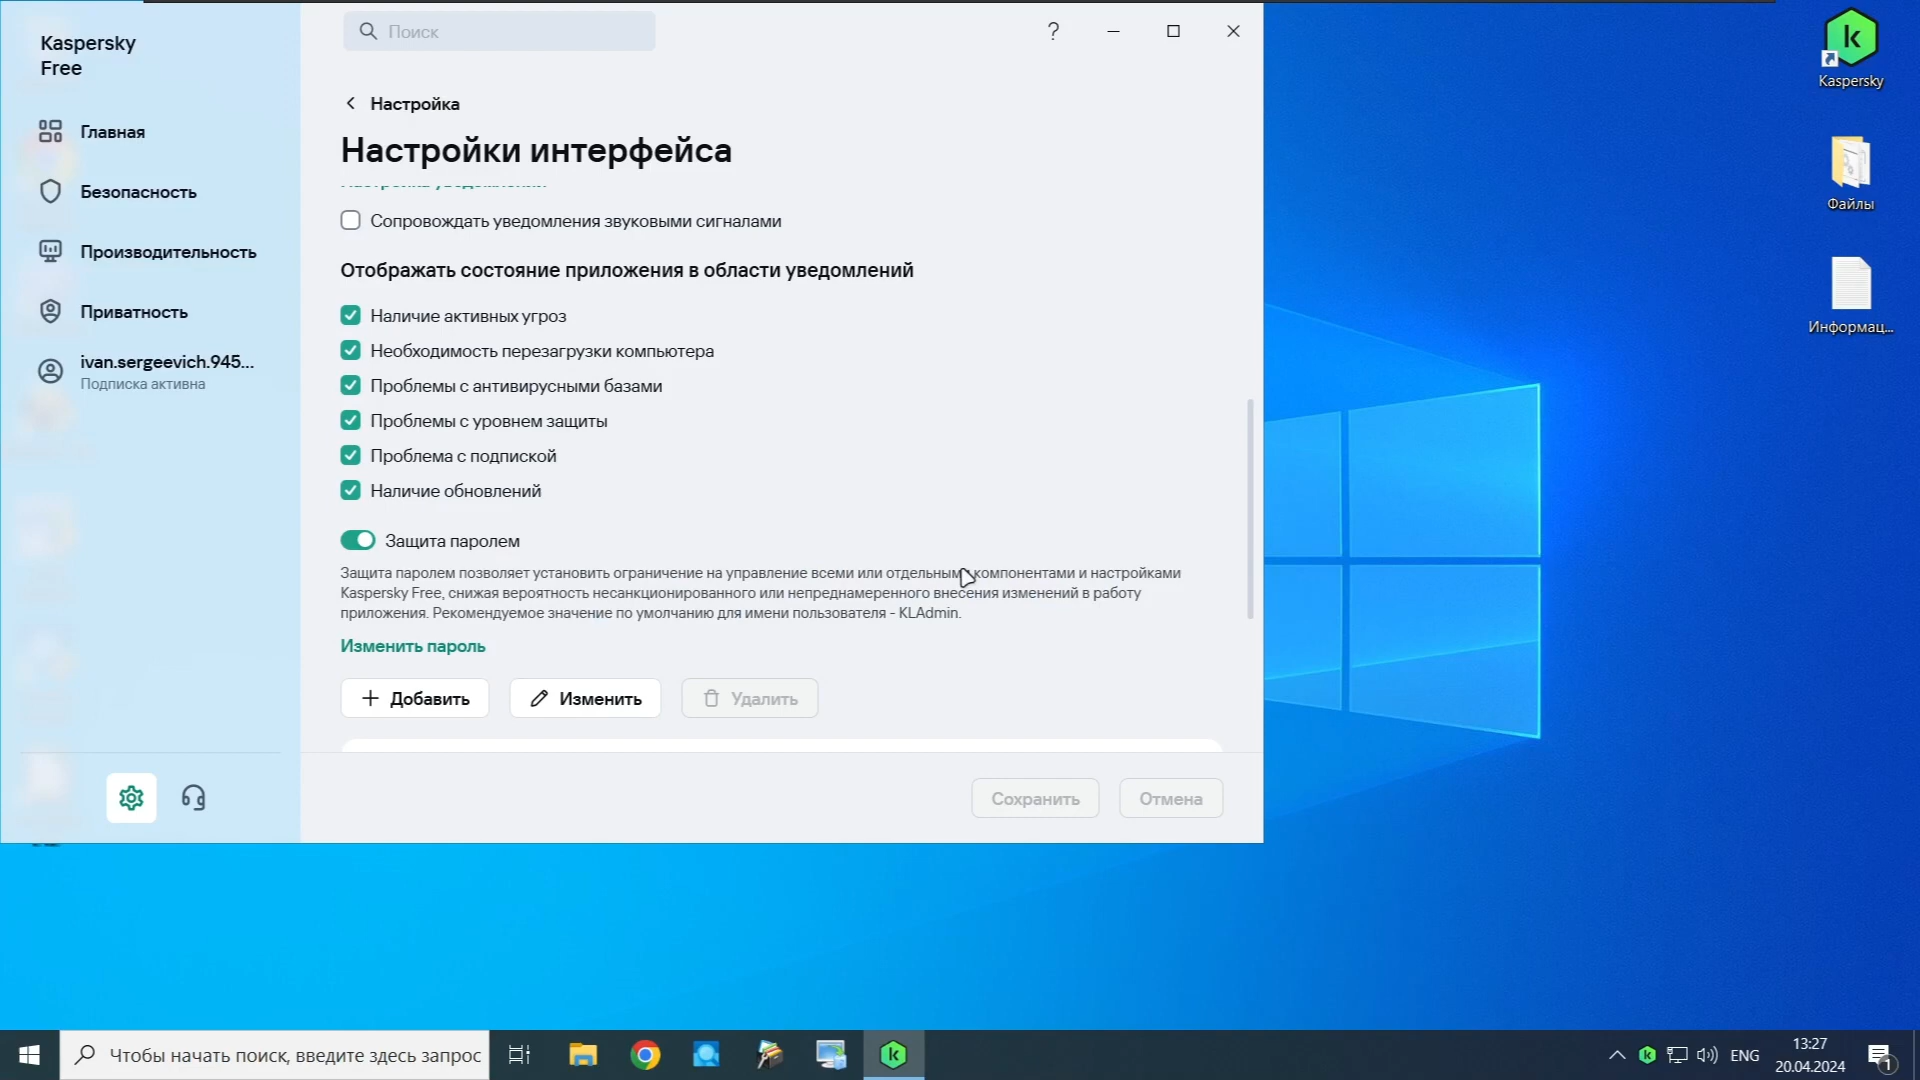 Kaspersky
Free
Главная
Безопасность
Производительность
Приватность
ivan.sergeevich.945...
Подписка активна
Поиск
?
Настройка
Настройки интерфейса
Сопровождать уведомления звуковыми сигналами
Отображать состояние приложения в области уведомлений
Наличие активных угроз
Необходимость перезагрузки компьютера
Проблемы с антивирусными базами
Проблемы с уровнем защиты
Проблема с подпиской
Наличие обновлений
Защита паролем
Защита паролем позволяет установить ограничение на управление всеми или отдельными компонентами и настройками
Kaspersky Free, снижая вероятность несанкционированного или непреднамеренного внесения изменений в работу
приложения. Рекомендуемое значение по умолчанию для имени пользователя - KLAdmin.
Изменить пароль
Добавить
Изменить
Удалить
Сохранить
Отмена
Kaspersky
Файлы
Информац...
Чтобы начать поиск, введите здесь запрос
ENG
13:27
20.04.2024
1